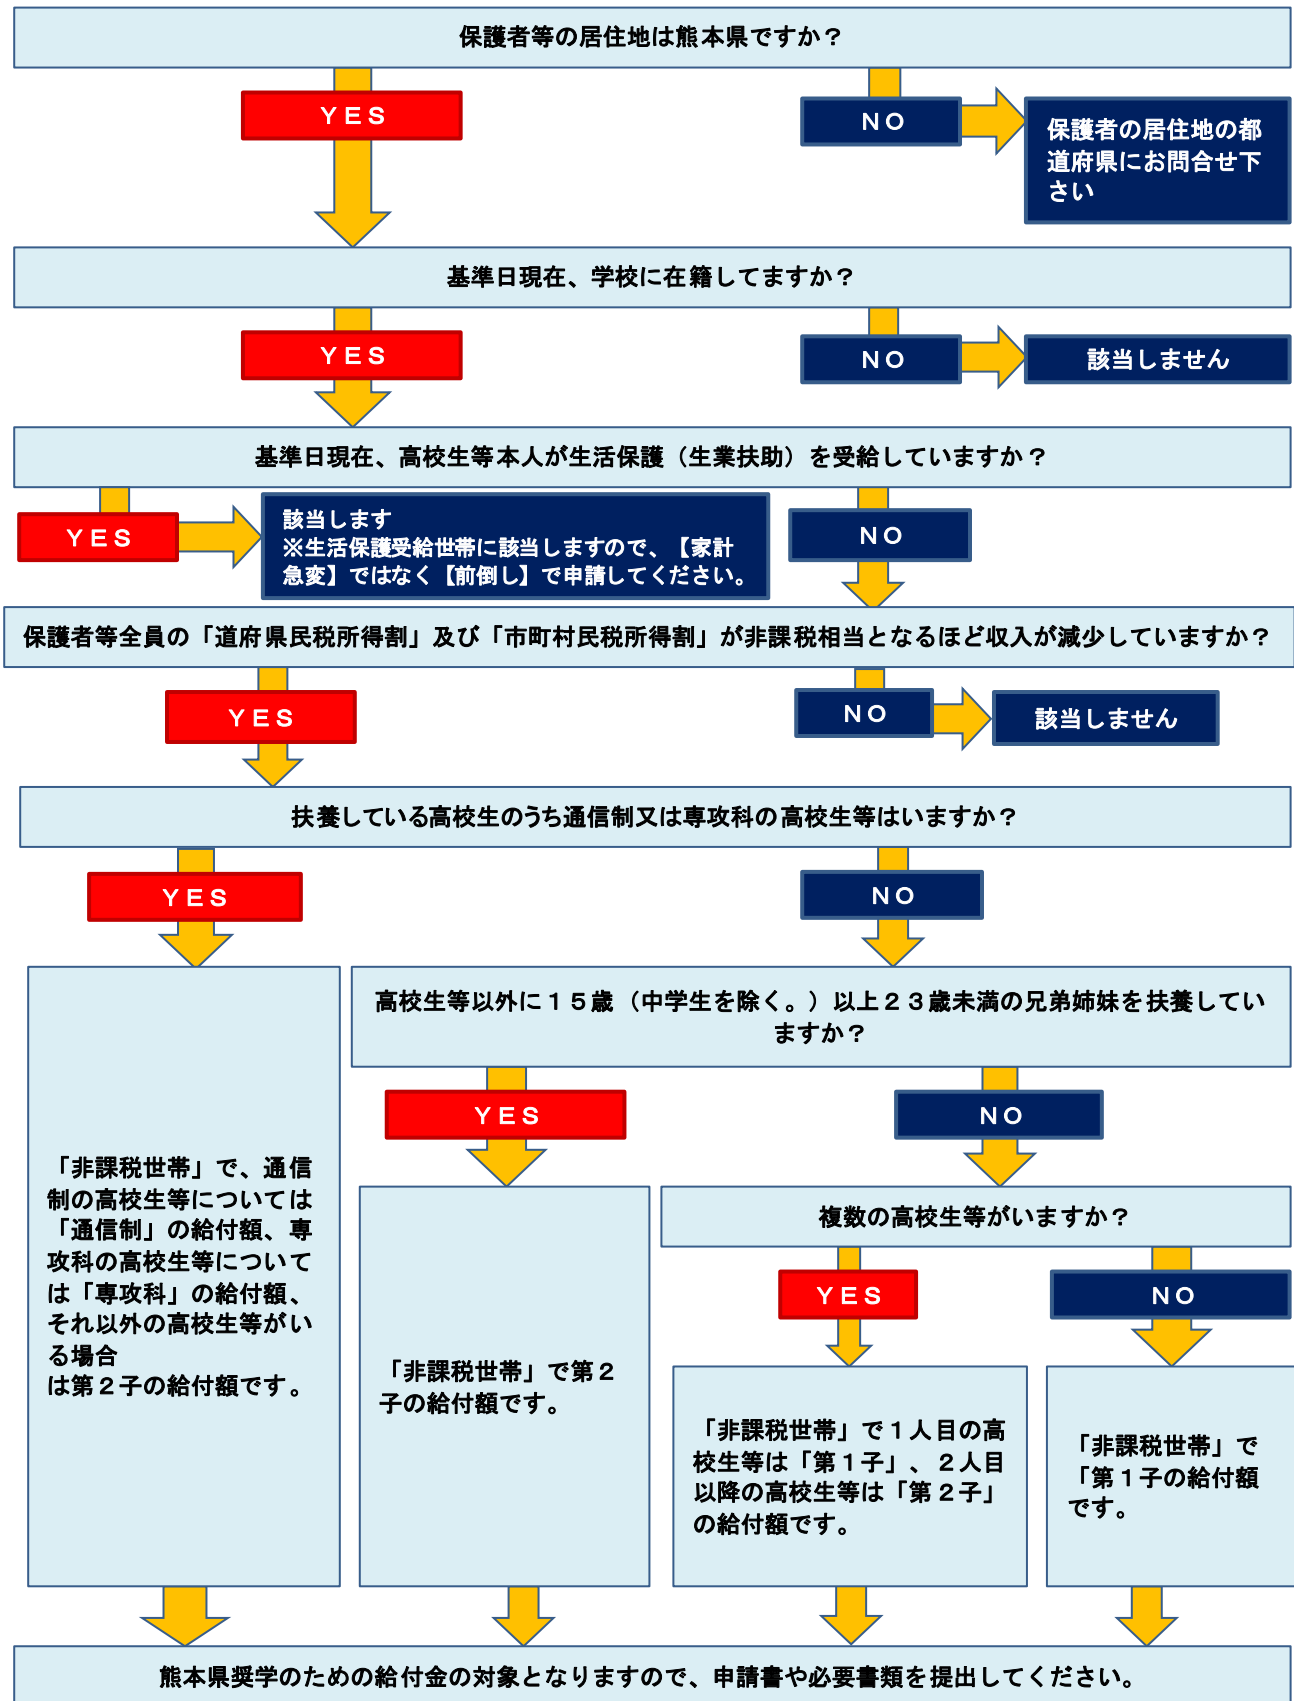 保護者等の居住地は熊本県ですか？
ＹＥＳ
ＮＯ
保護者の居住地の都
道府県にお問合せ下
さい
基準日現在、学校に在籍してますか？
ＹＥＳ
ＮＯ
該当しません
基準日現在、高校生等本人が生活保護（生業扶助）を受給していますか？
ＹＥＳ
該当します
※生活保護受給世帯に該当しますので、【家計
急変】ではなく【前倒し】で申請してください。
ＮＯ
保護者等全員の「道府県民税所得割」及び「市町村民税所得割」が非課税相当となるほど収入が減少していますか？
ＹＥＳ
ＮＯ
該当しません
扶養している高校生のうち通信制又は専攻科の高校生等はいますか？
ＹＥＳ
ＮＯ
高校生等以外に１５歳（中学生を除く。）以上２３歳未満の兄弟姉妹を扶養してい
ますか？
ＹＥＳ
ＮＯ
「非課税世帯」で、通信
制の高校生等については
「通信制」の給付額、専
攻科の高校生等について
は「専攻科」の給付額、
それ以外の高校生等がい
る場合
は第２子の給付額です。
「非課税世帯」で第２
子の給付額です。
複数の高校生等がいますか？
ＹＥＳ
ＮＯ
「非課税世帯」で１人目の高
校生等は「第１子」、２人目
以降の高校生等は「第２子」
の給付額です。
「非課税世帯」で
「第１子の給付額
です。
熊本県奨学のための給付金の対象となりますので、申請書や必要書類を提出してください。